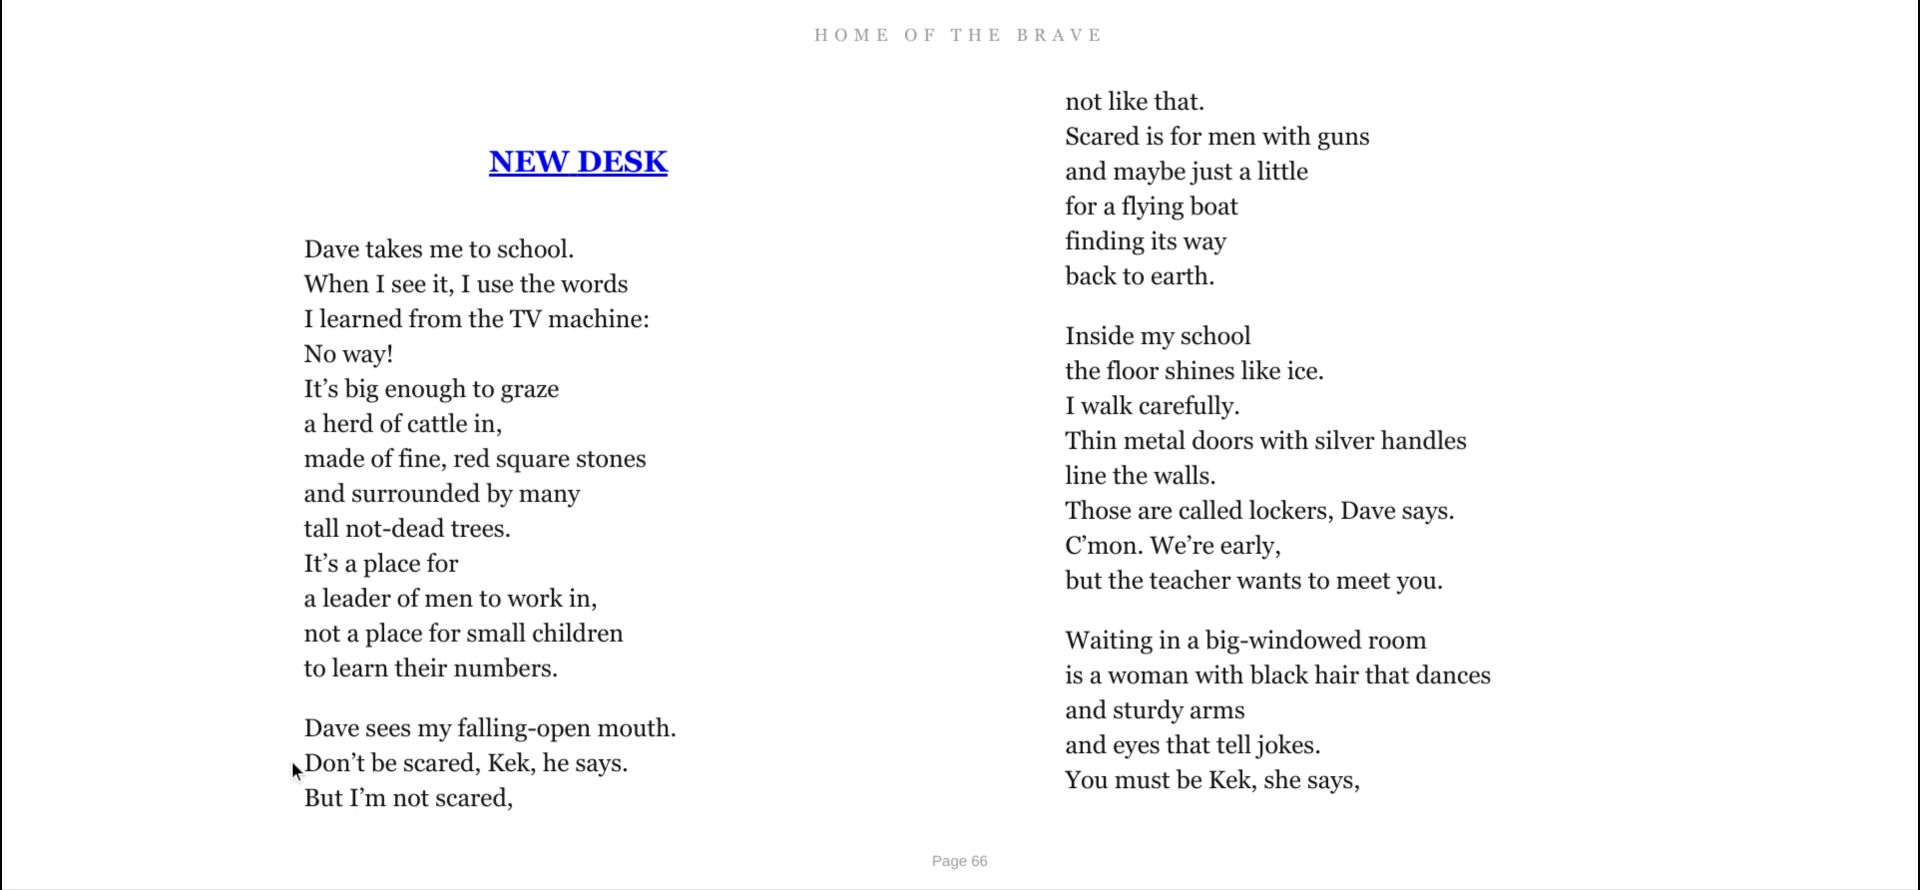 HOME OF THE BRAVE
NEW DESK
Dave takes me to school.
When I see it, I use the words
I learned from the TV machine:
No way!
It’s big enough to graze
a herd of cattle in,
made of fine, red square stones
and surrounded by many
tall not-dead trees.
It’s a place for
a leader of men to work in,
not a place for small children
to learn their numbers.
Dave sees my falling-open mouth.
Don’t be scared, Kek, he says.
But I’m not scared,
not like that.
Scared is for men with guns
and maybe just a little
for a flying boat
finding its way
back to earth.
Inside my school
the floor shines like ice.
I walk carefully.
Thin metal doors with silver handles
line the walls.
Those are called lockers, Dave says.
C’mon. We’re early,
but the teacher wants to meet you.
Waiting in a big-windowed room
is a woman with black hair that dances
and sturdy arms
and eyes that tell jokes.
You must be Kek, she says,
Page 66